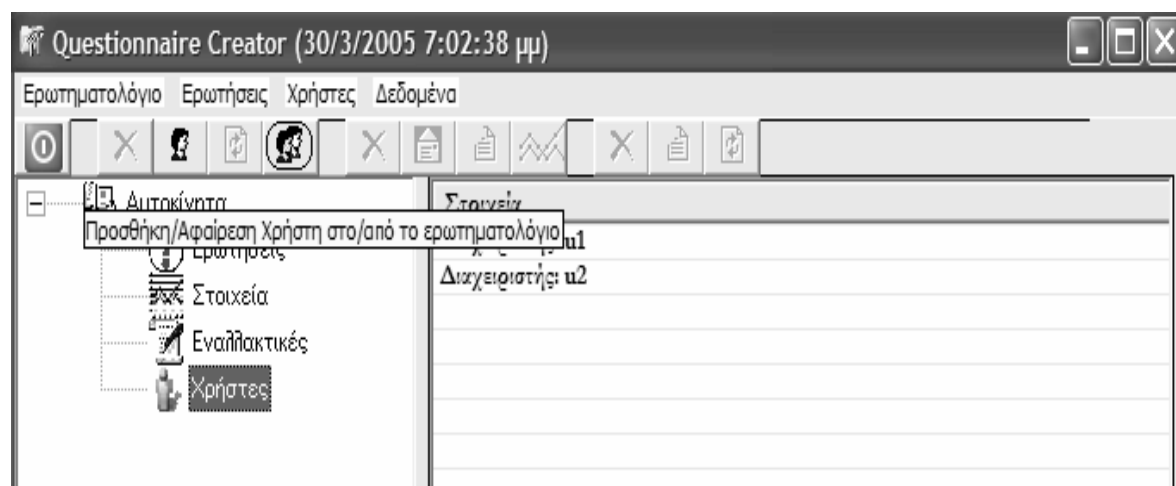 Questionnaire Creator (30/3/2005 7:02:38 μμ)
Ερωτηματολόγιο Ερωτήσεις Χρήστες Δεδομένα
Αυτοκίνητα
Στοιχεία
Προσθήκη/Αφαίρεση Χρήστη στο/από το ερωτηματολόγιο
u1
Ερωτήσεις
Διαχειριστής: u2
Στοιχεία
Εναλλακτικές
Χρήστες